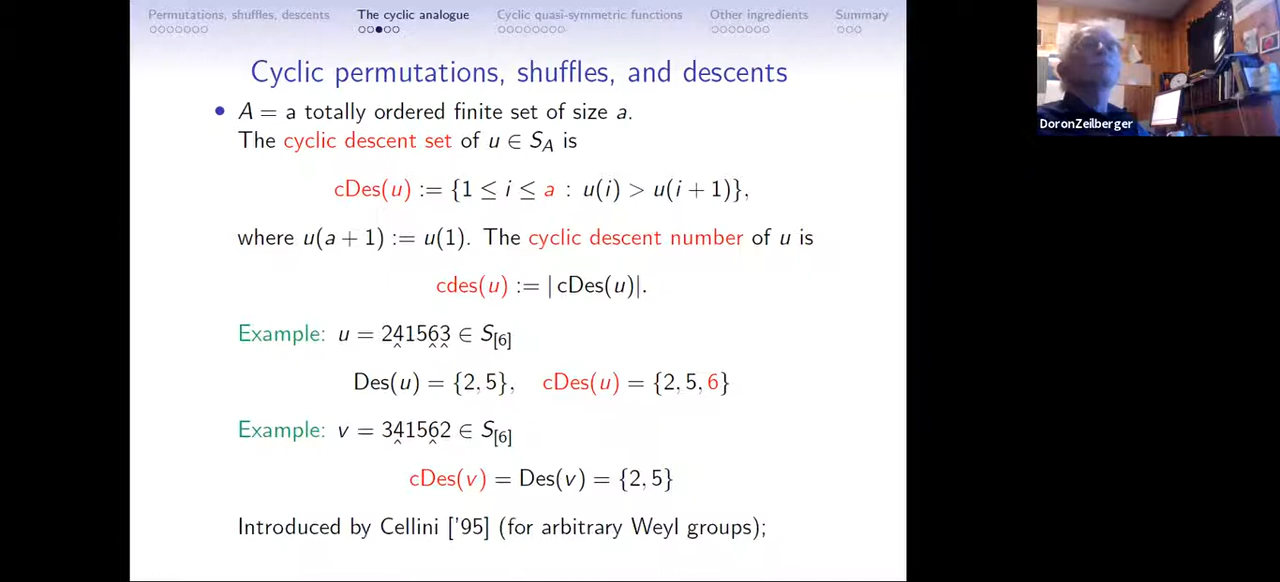 Permutations, shuffles, descents The cyclic analogue Cyclic quasi-symmetric functions Other ingredients Summary
Cyclic permutations, shuffles, and descents
• A = a totally ordered finite set of size a.
The cyclic descent set of u ∈ S_A is
cDes(u) := {1 ≤ i ≤ a : u(i) > u(i + 1)},
where u(a + 1) := u(1). The cyclic descent number of u is
cdes(u) := | cDes(u)|.
Example: u = 241563 ∈ S_[6]
Des(u) = {2, 5}, cDes(u) = {2, 5, 6}
Example: v = 341562 ∈ S_[6]
cDes(v) = Des(v) = {2, 5}
Introduced by Cellini ['95] (for arbitrary Weyl groups);
DoronZeilberger